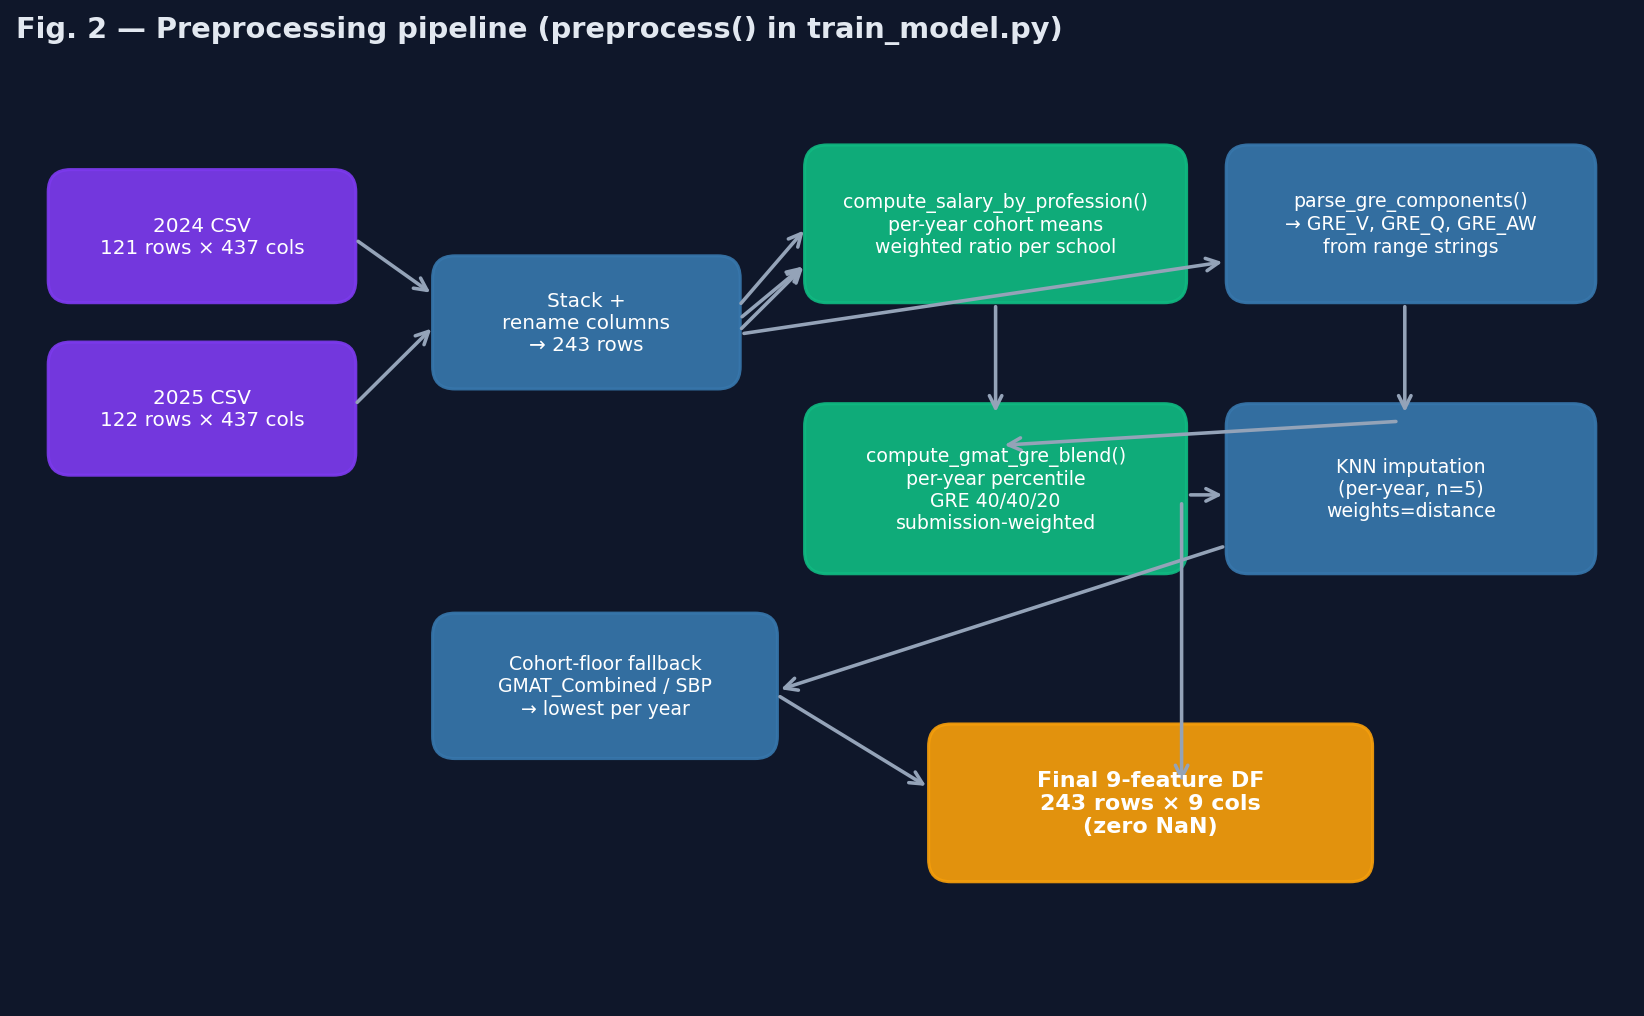 Fig. 2 — Preprocessing pipeline (preprocess() in train_model.py)
2024 CSV
121 rows × 437 cols
2025 CSV
122 rows × 437 cols
Stack +
rename columns
→ 243 rows
compute_salary_by_profession()
per-year cohort means
weighted ratio per school
parse_gre_components()
→ GRE_V, GRE_Q, GRE_AW
from range strings
compute_gmat_gre_blend()
per-year percentile
GRE 40/40/20
submission-weighted
KNN imputation
(per-year, n=5)
weights=distance
Cohort-floor fallback
GMAT_Combined / SBP
→ lowest per year
Final 9-feature DF
243 rows × 9 cols
(zero NaN)